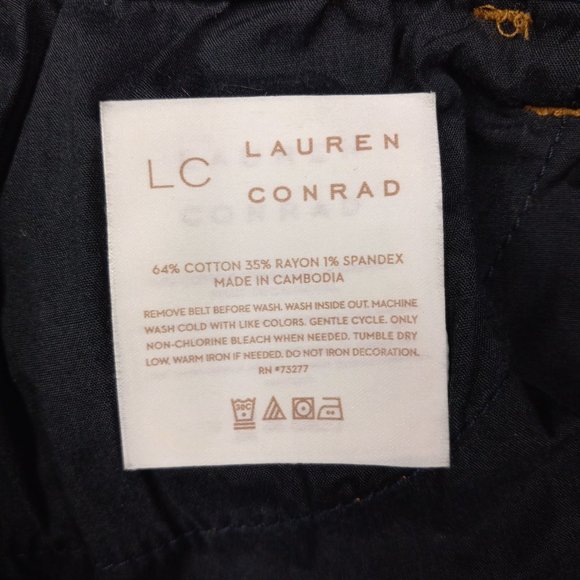 LC LAUREN
CONRAD
64% COTTON 35% RAYON 1% SPANDEX
MADE IN CAMBODIA
REMOVE BELT BEFORE WASH. WASH INSIDE OUT. MACHINE
WASH COLD WITH LIKE COLORS. GENTLE CYCLE. ONLY
NON-CHLORINE BLEACH WHEN NEEDED. TUMBLE DRY
LOW, WARM IRON IF NEEDED. DO NOT IRON DECORATION.
RN #73277
30C